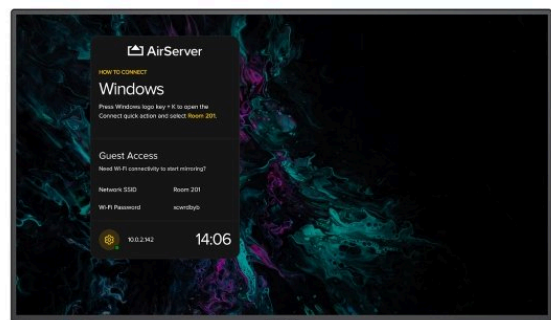 AirServer
HOW TO CONNECT
Windows
Press Windows logo key + K to open the
Connect quick action and select Room 201.
Guest Access
Need Wi-Fi connectivity to start mirroring?
Network SSID Room 201
Wi-Fi Password scwrdbyb
10.0.2.142 14:06